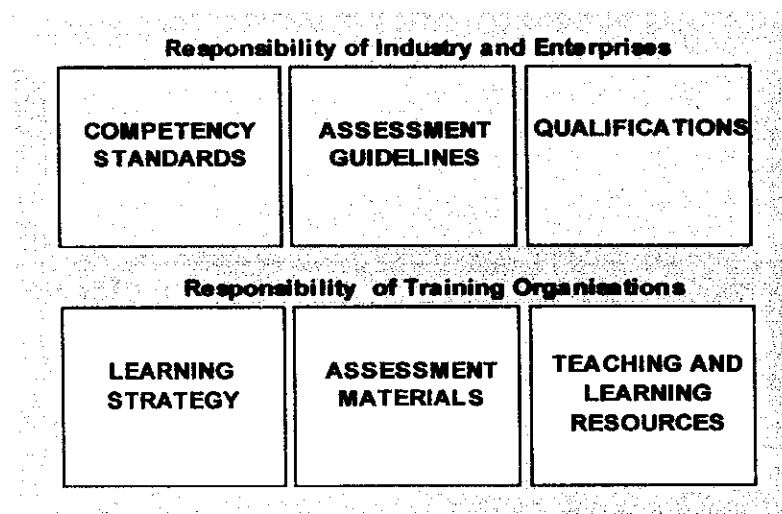 Responsibility of Industry and Enterprises
COMPETENCY
STANDARDS
ASSESSMENT
GUIDELINES
QUALIFICATIONS
Responsibility of Training Organisations
LEARNING
STRATEGY
ASSESSMENT
MATERIALS
TEACHING AND
LEARNING
RESOURCES